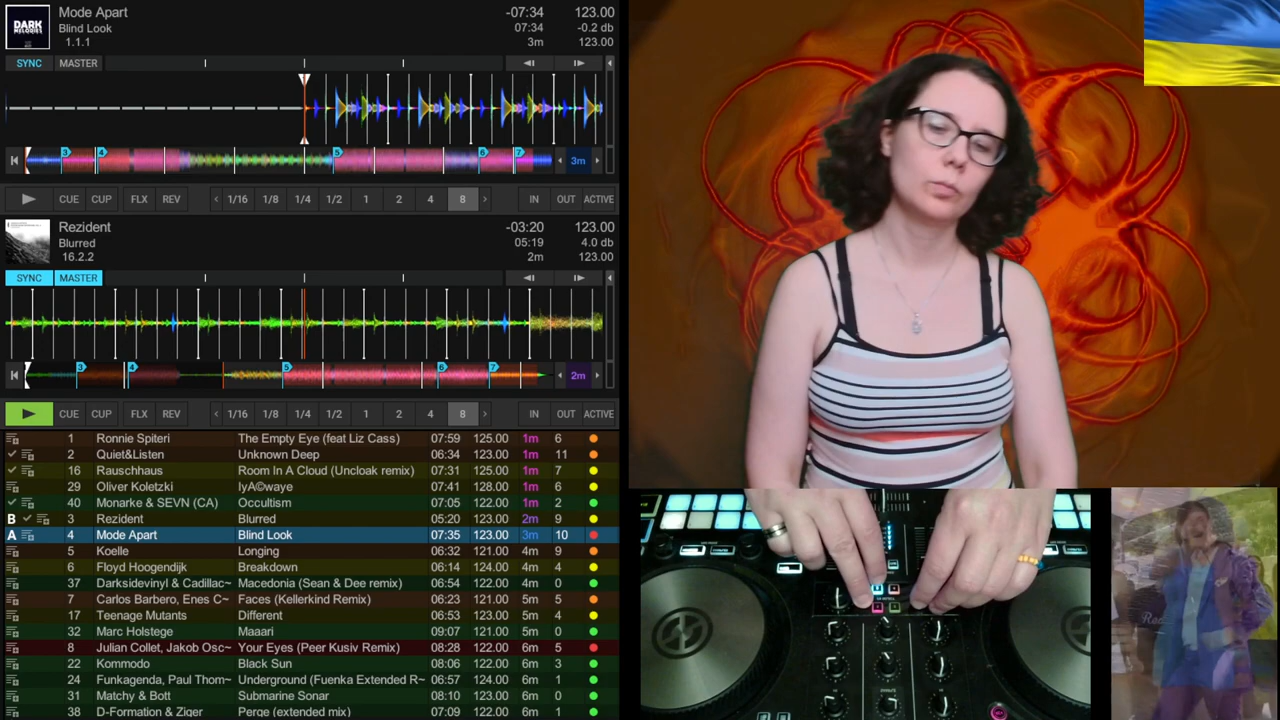 DARK
MELODIES
Mode Apart -07:34 123.00
Blind Look 07:34 -0.2 db
1.1.1 3m 123.00
SYNC MASTER
3 4 5 6 7 3m
CUE CUP FLX REV 1/16 1/8 1/4 1/2 1 2 4 8 IN OUT ACTIVE
Rezident -03:20 123.00
Blurred 05:19 4.0 db
16.2.2 2m 123.00
SYNC MASTER
3 4 5 6 7 2m
CUE CUP FLX REV 1/16 1/8 1/4 1/2 1 2 4 8 IN OUT ACTIVE
1 Ronnie Spiteri The Empty Eye (feat Liz Cass) 07:59 125.00 1m 6
2 Quiet&Listen Unknown Deep 06:34 123.00 1m 11
16 Rauschhaus Room In A Cloud (Uncloak remix) 07:31 125.00 1m 7
29 Oliver Koletzki IyÃ©waye 07:41 128.00 1m 6
40 Monarke & SEVN (CA) Occultism 07:05 122.00 1m 2
B 3 Rezident Blurred 05:20 123.00 2m 9
A 4 Mode Apart Blind Look 07:35 123.00 3m 10
5 Koelle Longing 06:32 121.00 4m 9
6 Floyd Hoogendijk Breakdown 06:14 124.00 4m 4
37 Darksidevinyl & Cadillac~ Macedonia (Sean & Dee remix) 06:54 122.00 4m 0
7 Carlos Barbero, Enes C~ Faces (Kellerkind Remix) 06:23 121.00 5m 5
17 Teenage Mutants Different 06:53 123.00 5m 4
32 Marc Holstege Maaari 09:07 121.00 5m 0
8 Julian Collet, Jakob Osc~ Your Eyes (Peer Kusiv Remix) 08:28 122.00 6m 5
22 Kommodo Black Sun 08:06 122.00 6m 3
24 Funkagenda, Paul Thom~ Underground (Fuenka Extended R~ 06:57 124.00 6m 1
31 Matchy & Bott Submarine Sonar 08:10 123.00 6m 0
38 D-Formation & Ziger Perge (extended mix) 07:09 122.00 6m 1